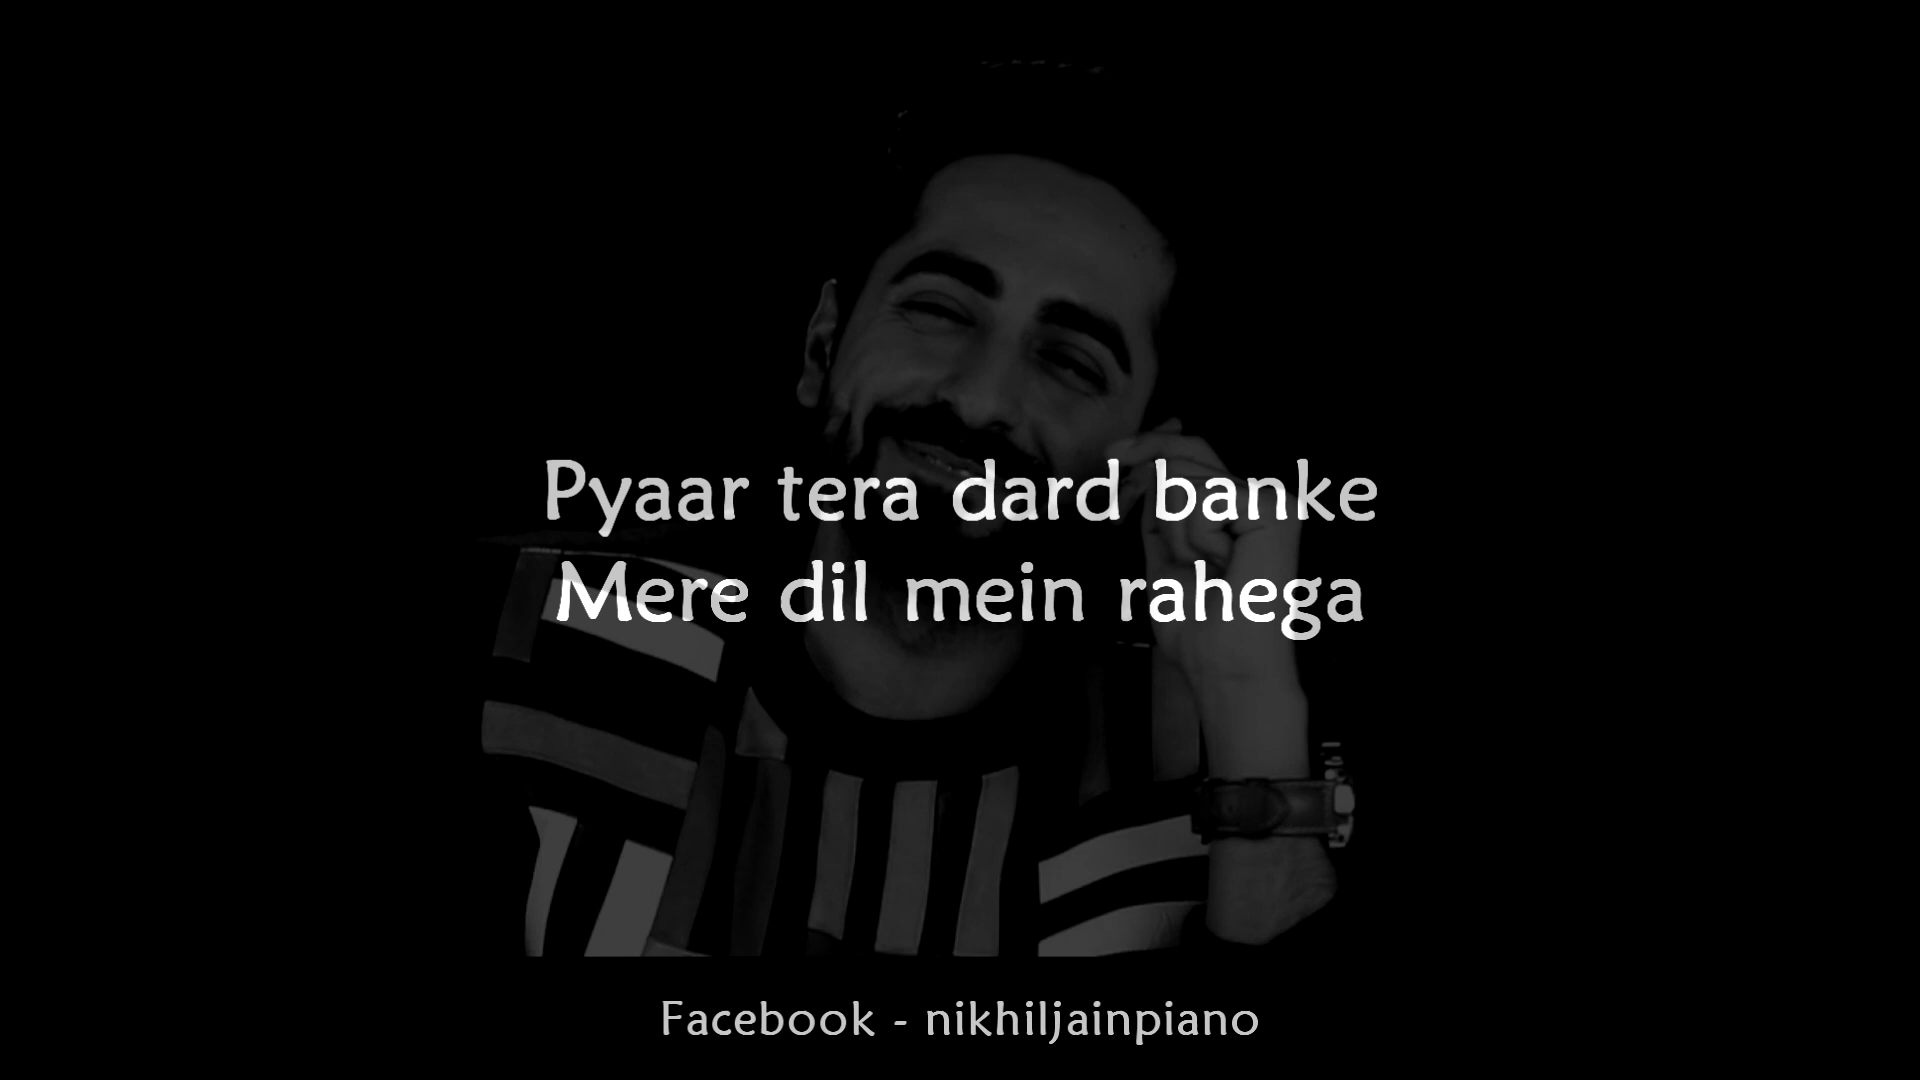 Pyaar tera dard banke
Mere dil mein rahega
Facebook - nikhiljainpiano